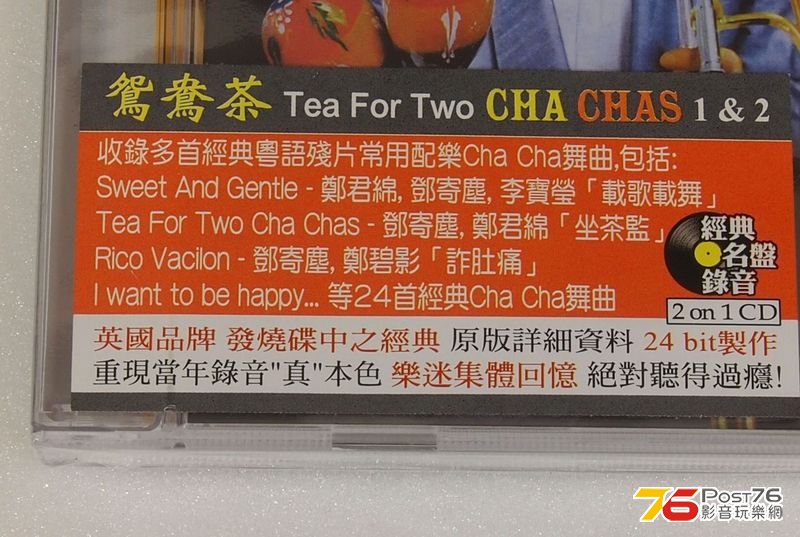 鴛鴦茶 Tea For Two CHA CHAS 1 & 2
收錄多首經典粵語殘片常用配樂Cha Cha舞曲,包括:
Sweet And Gentle - 鄭君綿, 鄧寄塵, 李寶瑩「載歌載舞」
Tea For Two Cha Chas - 鄧寄塵, 鄭君綿「坐茶監」
Rico Vacilon - 鄧寄塵, 鄭碧影「詐肚痛」
I want to be happy... 等24首經典Cha Cha舞曲
經典
名盤
錄音
2 on 1 CD
英國品牌 發燒碟中之經典 原版詳細資料 24 bit製作
重現當年錄音"真"本色 樂迷集體回憶 絕對聽得過癮!
76 Post76
影音玩樂網